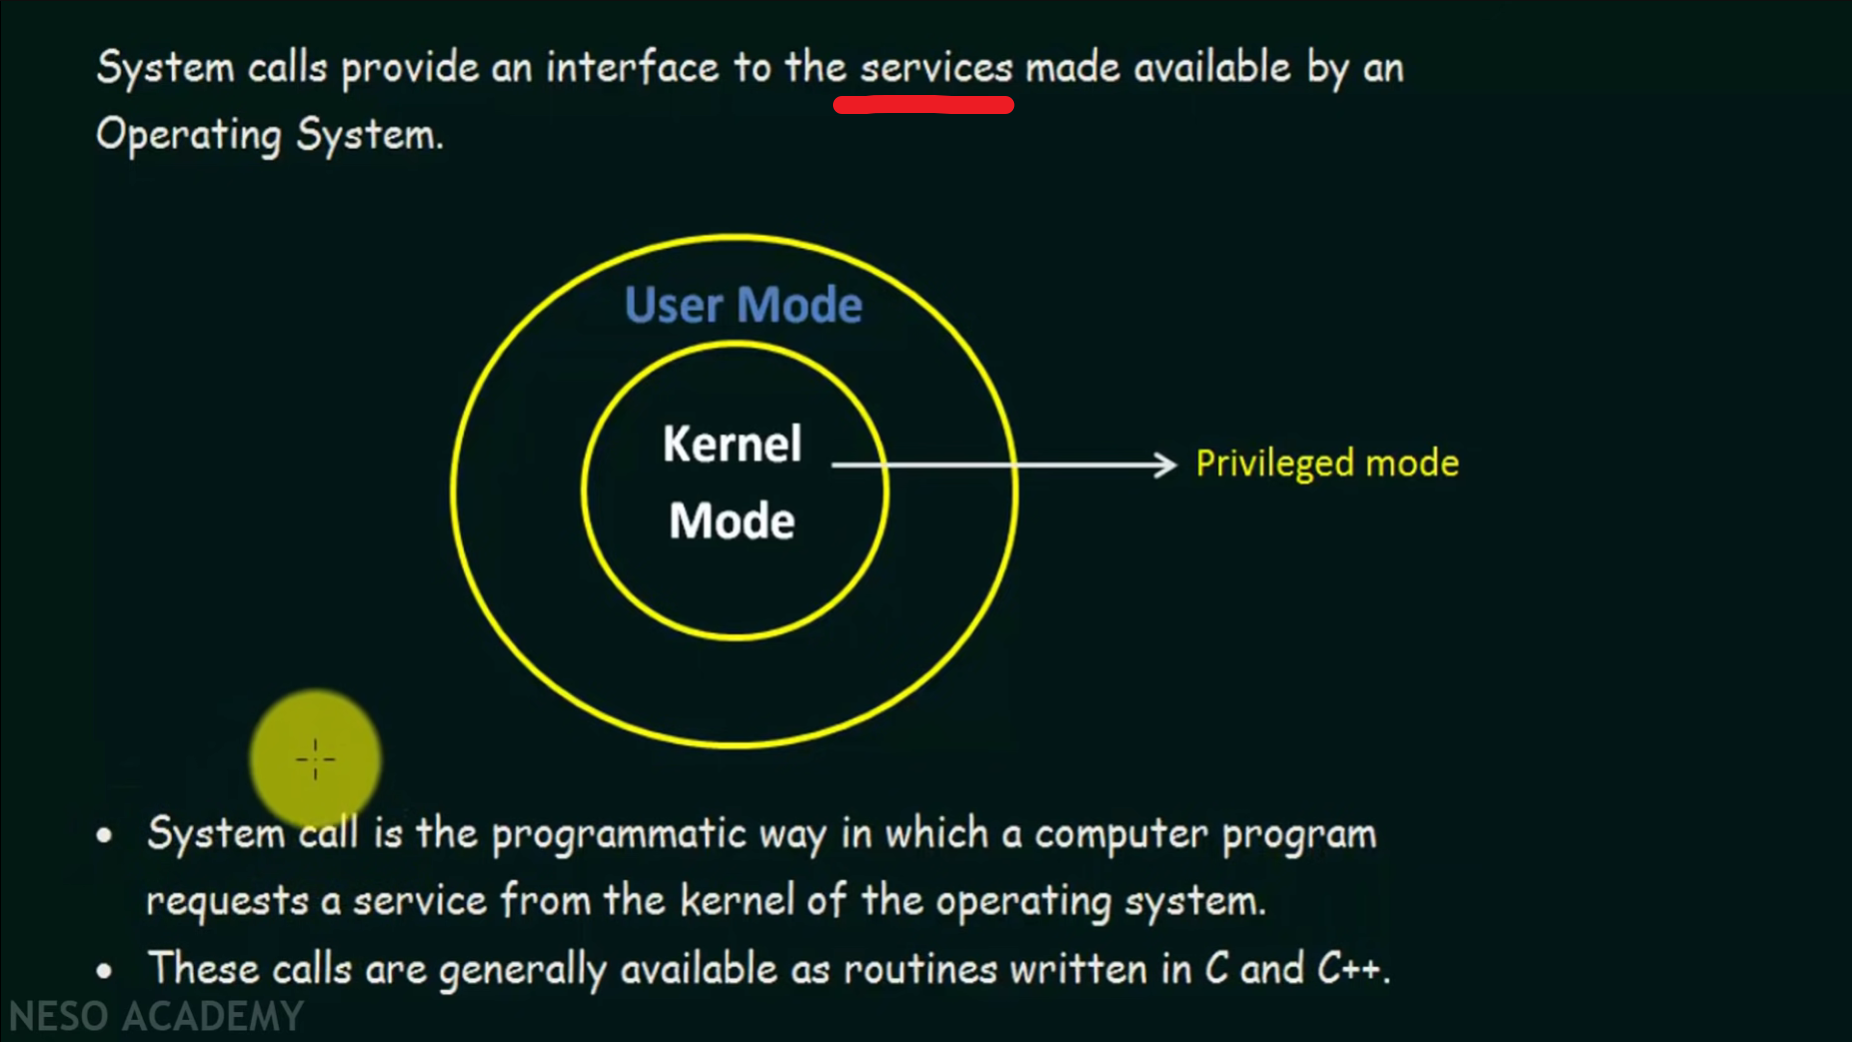 System calls provide an interface to the services made available by an
Operating System.
User Mode
Kernel
Mode
Privileged mode
• System call is the programmatic way in which a computer program
requests a service from the kernel of the operating system.
• These calls are generally available as routines written in C and C++.
NESO ACADEMY